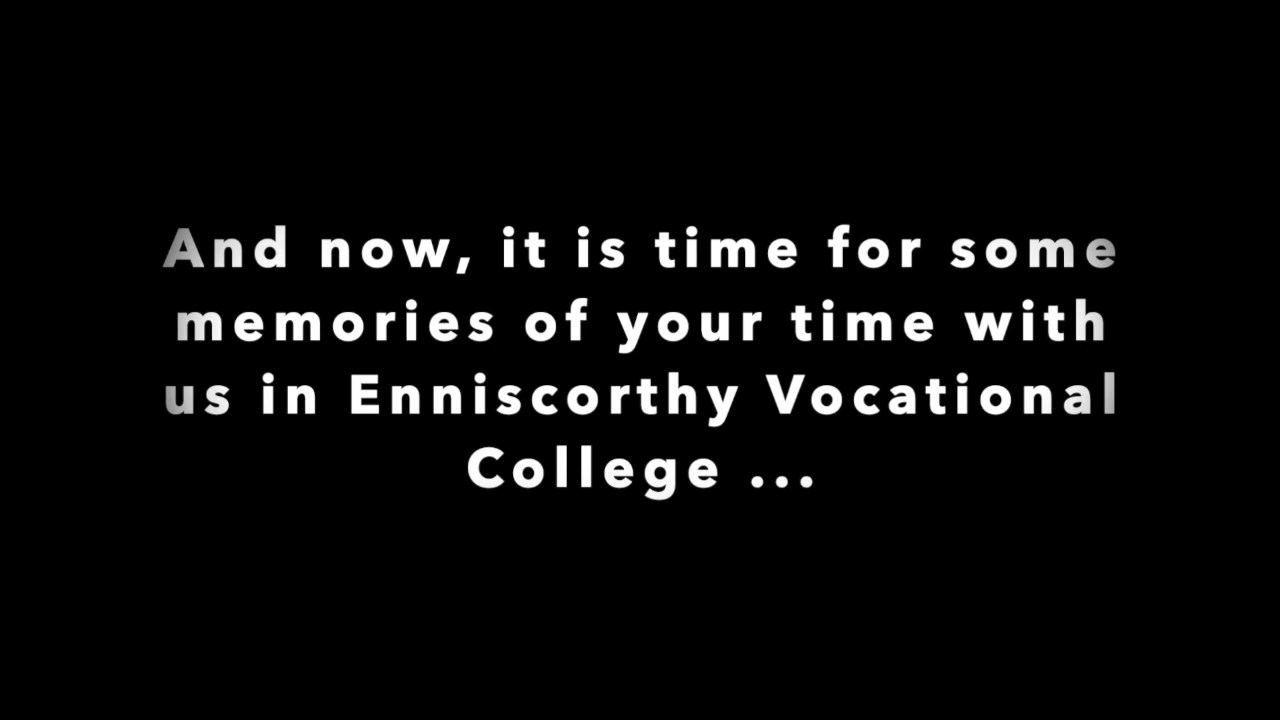 And now, it is time for some
memories of your time with
us in Enniscorthy Vocational
College ...